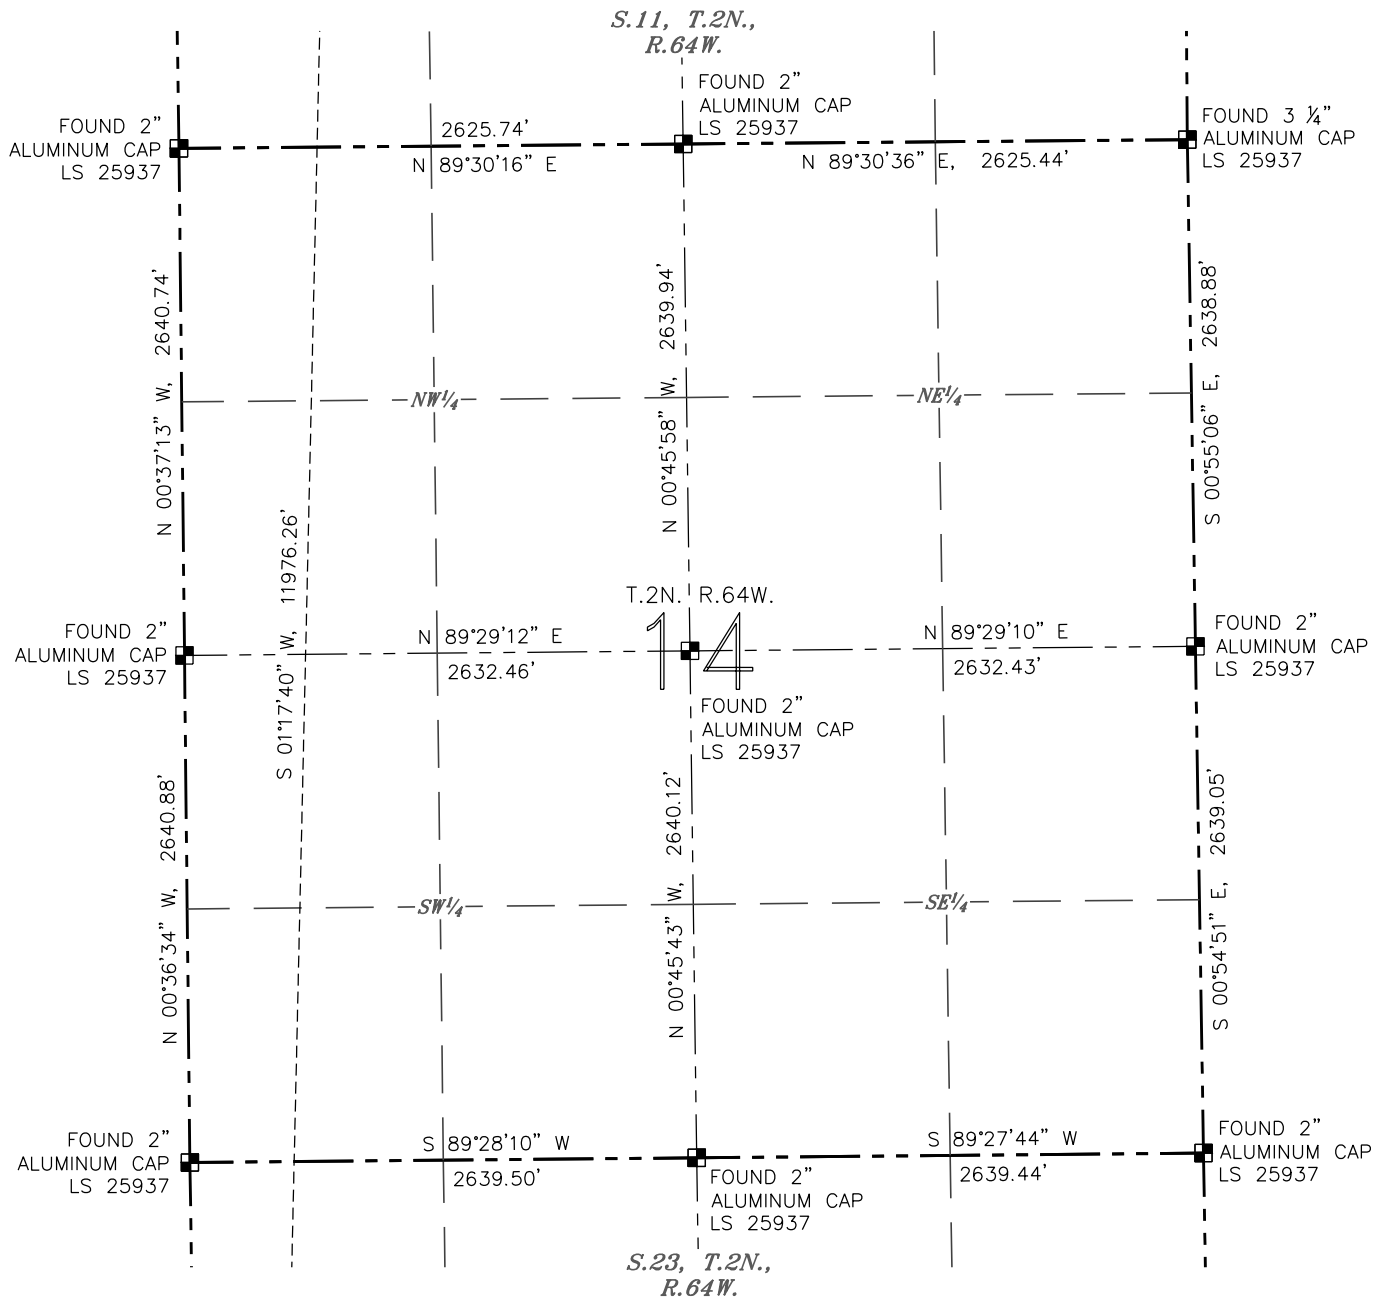 S.11, T.2N.,
R.64W.
FOUND 2"
ALUMINUM CAP
LS 25937
FOUND 2"
ALUMINUM CAP
LS 25937
FOUND 3 ¼"
ALUMINUM CAP
LS 25937
2625.74'
N 89°30'16" E
N 89°30'36" E, 2625.44'
N 00°37'13" W, 2640.74'
S 01°17'40" W, 11976.26'
N 00°45'58" W, 2639.94'
S 00°55'06" E, 2638.88'
NW¼
NE¼
T.2N. R.64W.
14
FOUND 2"
ALUMINUM CAP
LS 25937
N 89°29'12" E
2632.46'
N 89°29'10" E
2632.43'
FOUND 2"
ALUMINUM CAP
LS 25937
FOUND 2"
ALUMINUM CAP
LS 25937
N 00°36'34" W, 2640.88'
N 00°45'43" W, 2640.12'
S 00°54'51" E, 2639.05'
SW¼
SE¼
FOUND 2"
ALUMINUM CAP
LS 25937
S 89°28'10" W
2639.50'
S 89°27'44" W
2639.44'
FOUND 2"
ALUMINUM CAP
LS 25937
FOUND 2"
ALUMINUM CAP
LS 25937
S.23, T.2N.,
R.64W.